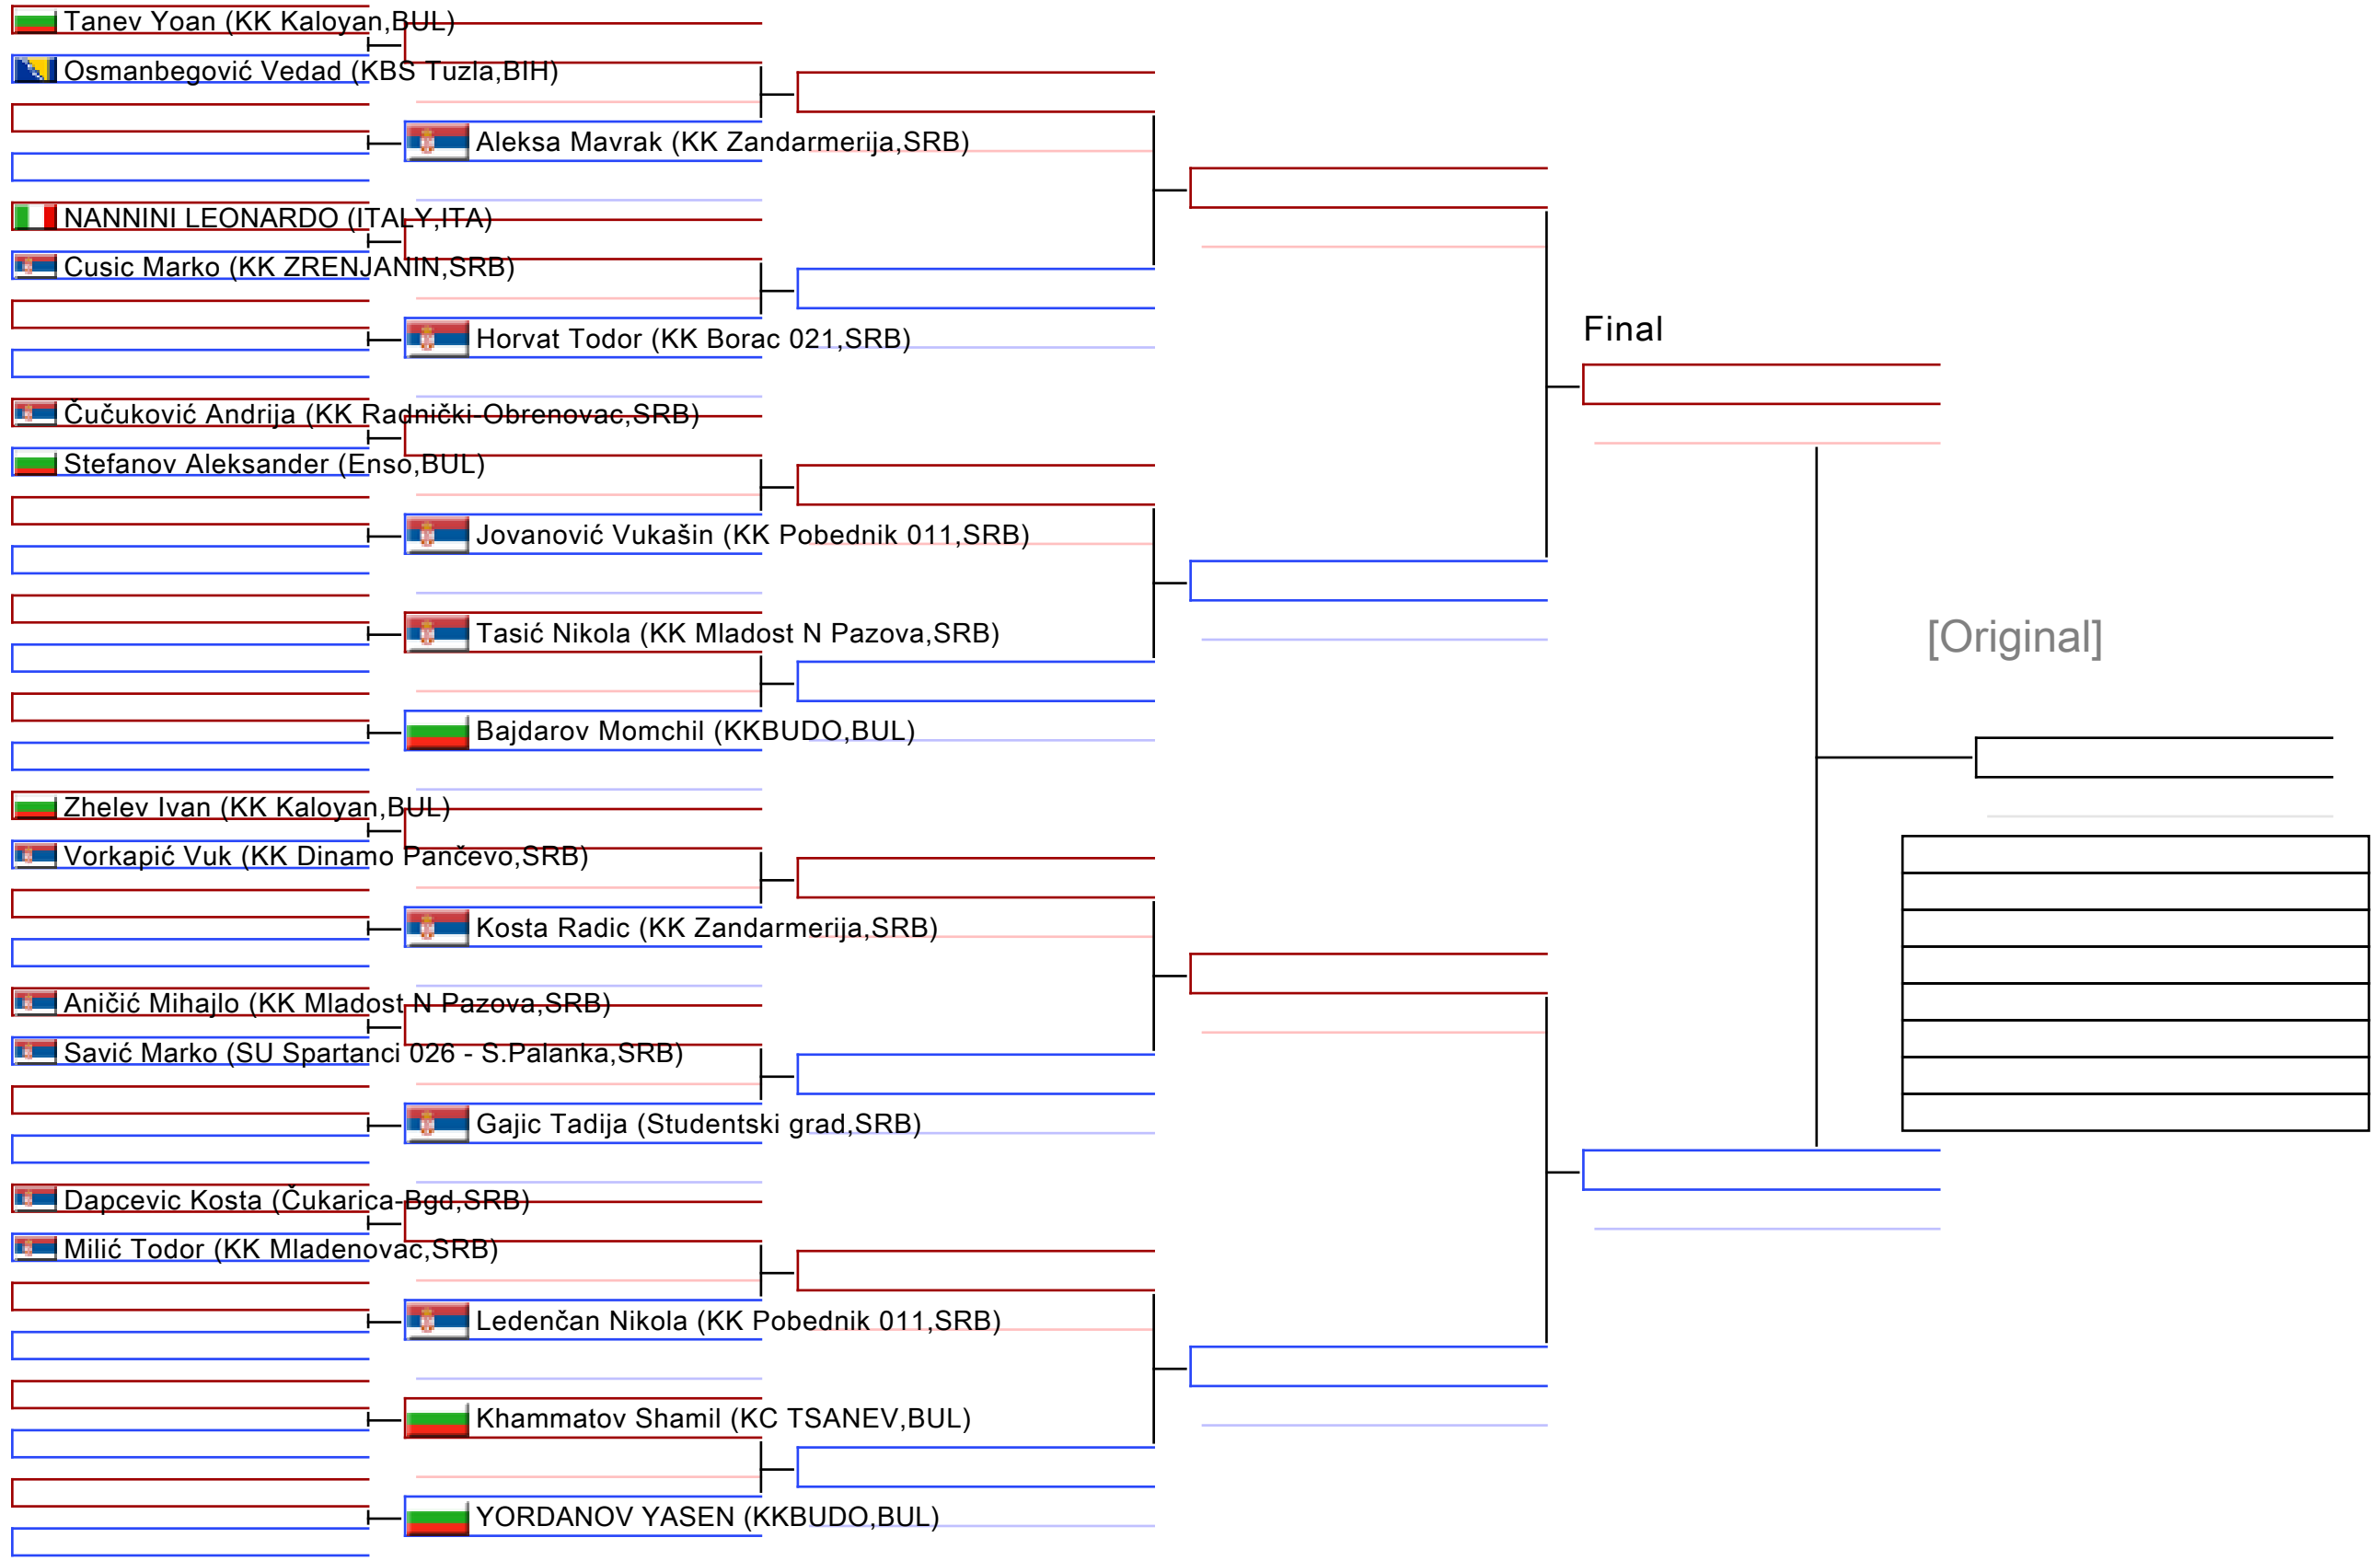 Tanev Yoan (KK Kaloyan,BUL)
Osmanbegović Vedad (KBS Tuzla,BIH)
Aleksa Mavrak (KK Zandarmerija,SRB)
NANNINI LEONARDO (ITALY,ITA)
Cusic Marko (KK ZRENJANIN,SRB)
Horvat Todor (KK Borac 021,SRB)
Final
Čučuković Andrija (KK Radnički-Obrenovac,SRB)
Stefanov Aleksander (Enso,BUL)
Jovanović Vukašin (KK Pobednik 011,SRB)
Tasić Nikola (KK Mladost N Pazova,SRB)
[Original]
Bajdarov Momchil (KKBUDO,BUL)
Zhelev Ivan (KK Kaloyan,BUL)
Vorkapić Vuk (KK Dinamo Pančevo,SRB)
Kosta Radic (KK Zandarmerija,SRB)
Aničić Mihajlo (KK Mladost N Pazova,SRB)
Savić Marko (SU Spartanci 026 - S.Palanka,SRB)
Gajic Tadija (Studentski grad,SRB)
Dapcevic Kosta (Čukarica-Bgd,SRB)
Milić Todor (KK Mladenovac,SRB)
Ledenčan Nikola (KK Pobednik 011,SRB)
Khammatov Shamil (KC TSANEV,BUL)
YORDANOV YASEN (KKBUDO,BUL)